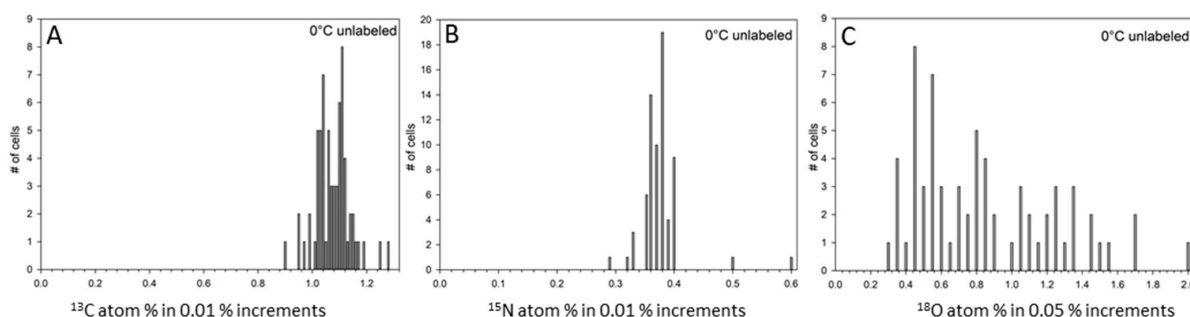 A
0°C unlabeled
9
8
7
6
5
4
3
2
1
0
# of cells
0.0 0.2 0.4 0.6 0.8 1.0 1.2
¹³C atom % in 0.01 % increments
B
0°C unlabeled
20
18
16
14
12
10
8
6
4
2
0
# of cells
0.0 0.1 0.2 0.3 0.4 0.5 0.6
¹⁵N atom % in 0.01 % increments
C
0°C unlabeled
9
8
7
6
5
4
3
2
1
0
# of cells
0.0 0.2 0.4 0.6 0.8 1.0 1.2 1.4 1.6 1.8
¹⁸O atom % in 0.05 % increments